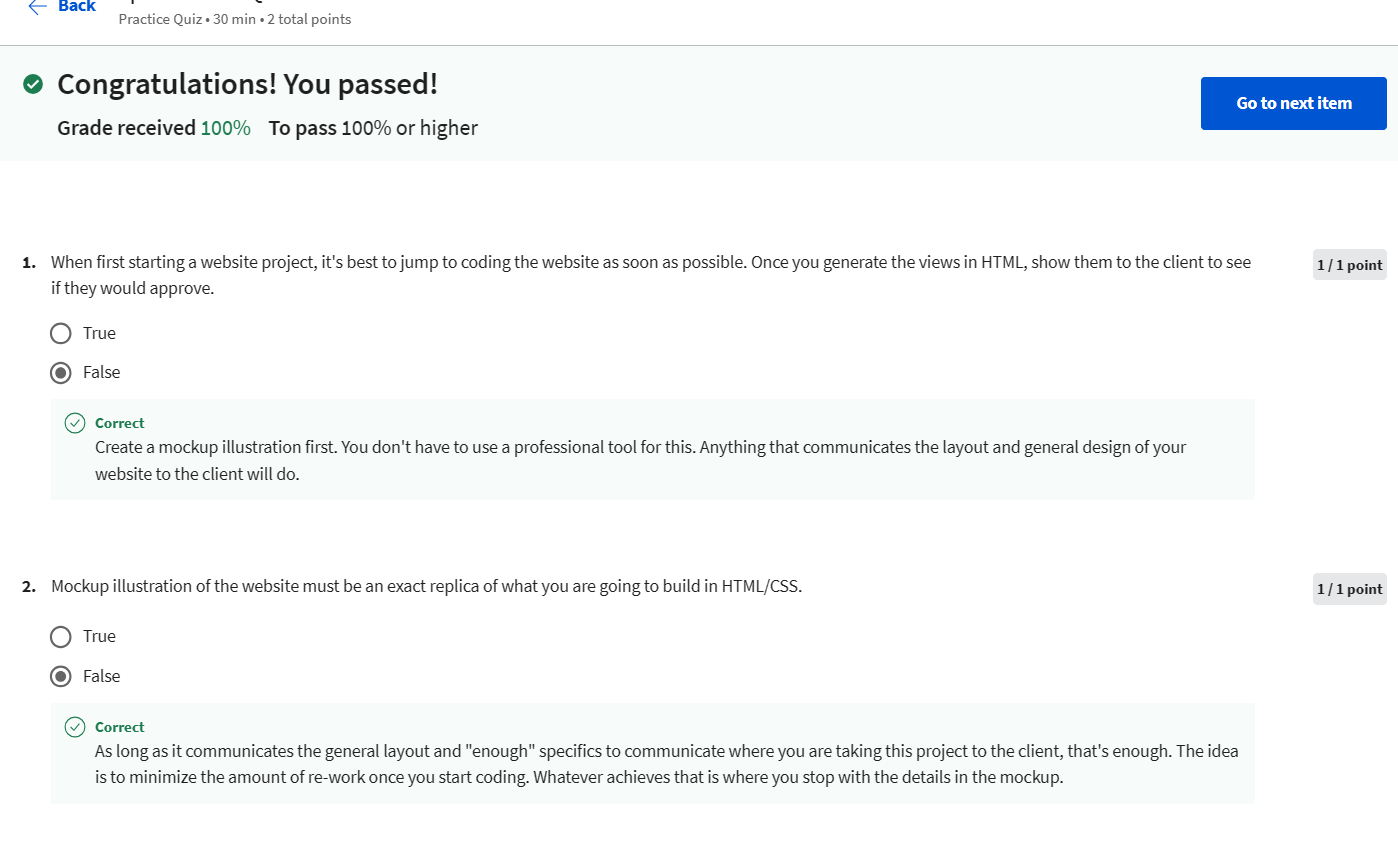 Back
Practice Quiz • 30 min • 2 total points
Congratulations! You passed!
Grade received 100% To pass 100% or higher
Go to next item
1. When first starting a website project, it's best to jump to coding the website as soon as possible. Once you generate the views in HTML, show them to the client to see
if they would approve.
1 / 1 point
True
False
Correct
Create a mockup illustration first. You don't have to use a professional tool for this. Anything that communicates the layout and general design of your
website to the client will do.
2. Mockup illustration of the website must be an exact replica of what you are going to build in HTML/CSS.
1 / 1 point
True
False
Correct
As long as it communicates the general layout and "enough" specifics to communicate where you are taking this project to the client, that's enough. The idea
is to minimize the amount of re-work once you start coding. Whatever achieves that is where you stop with the details in the mockup.